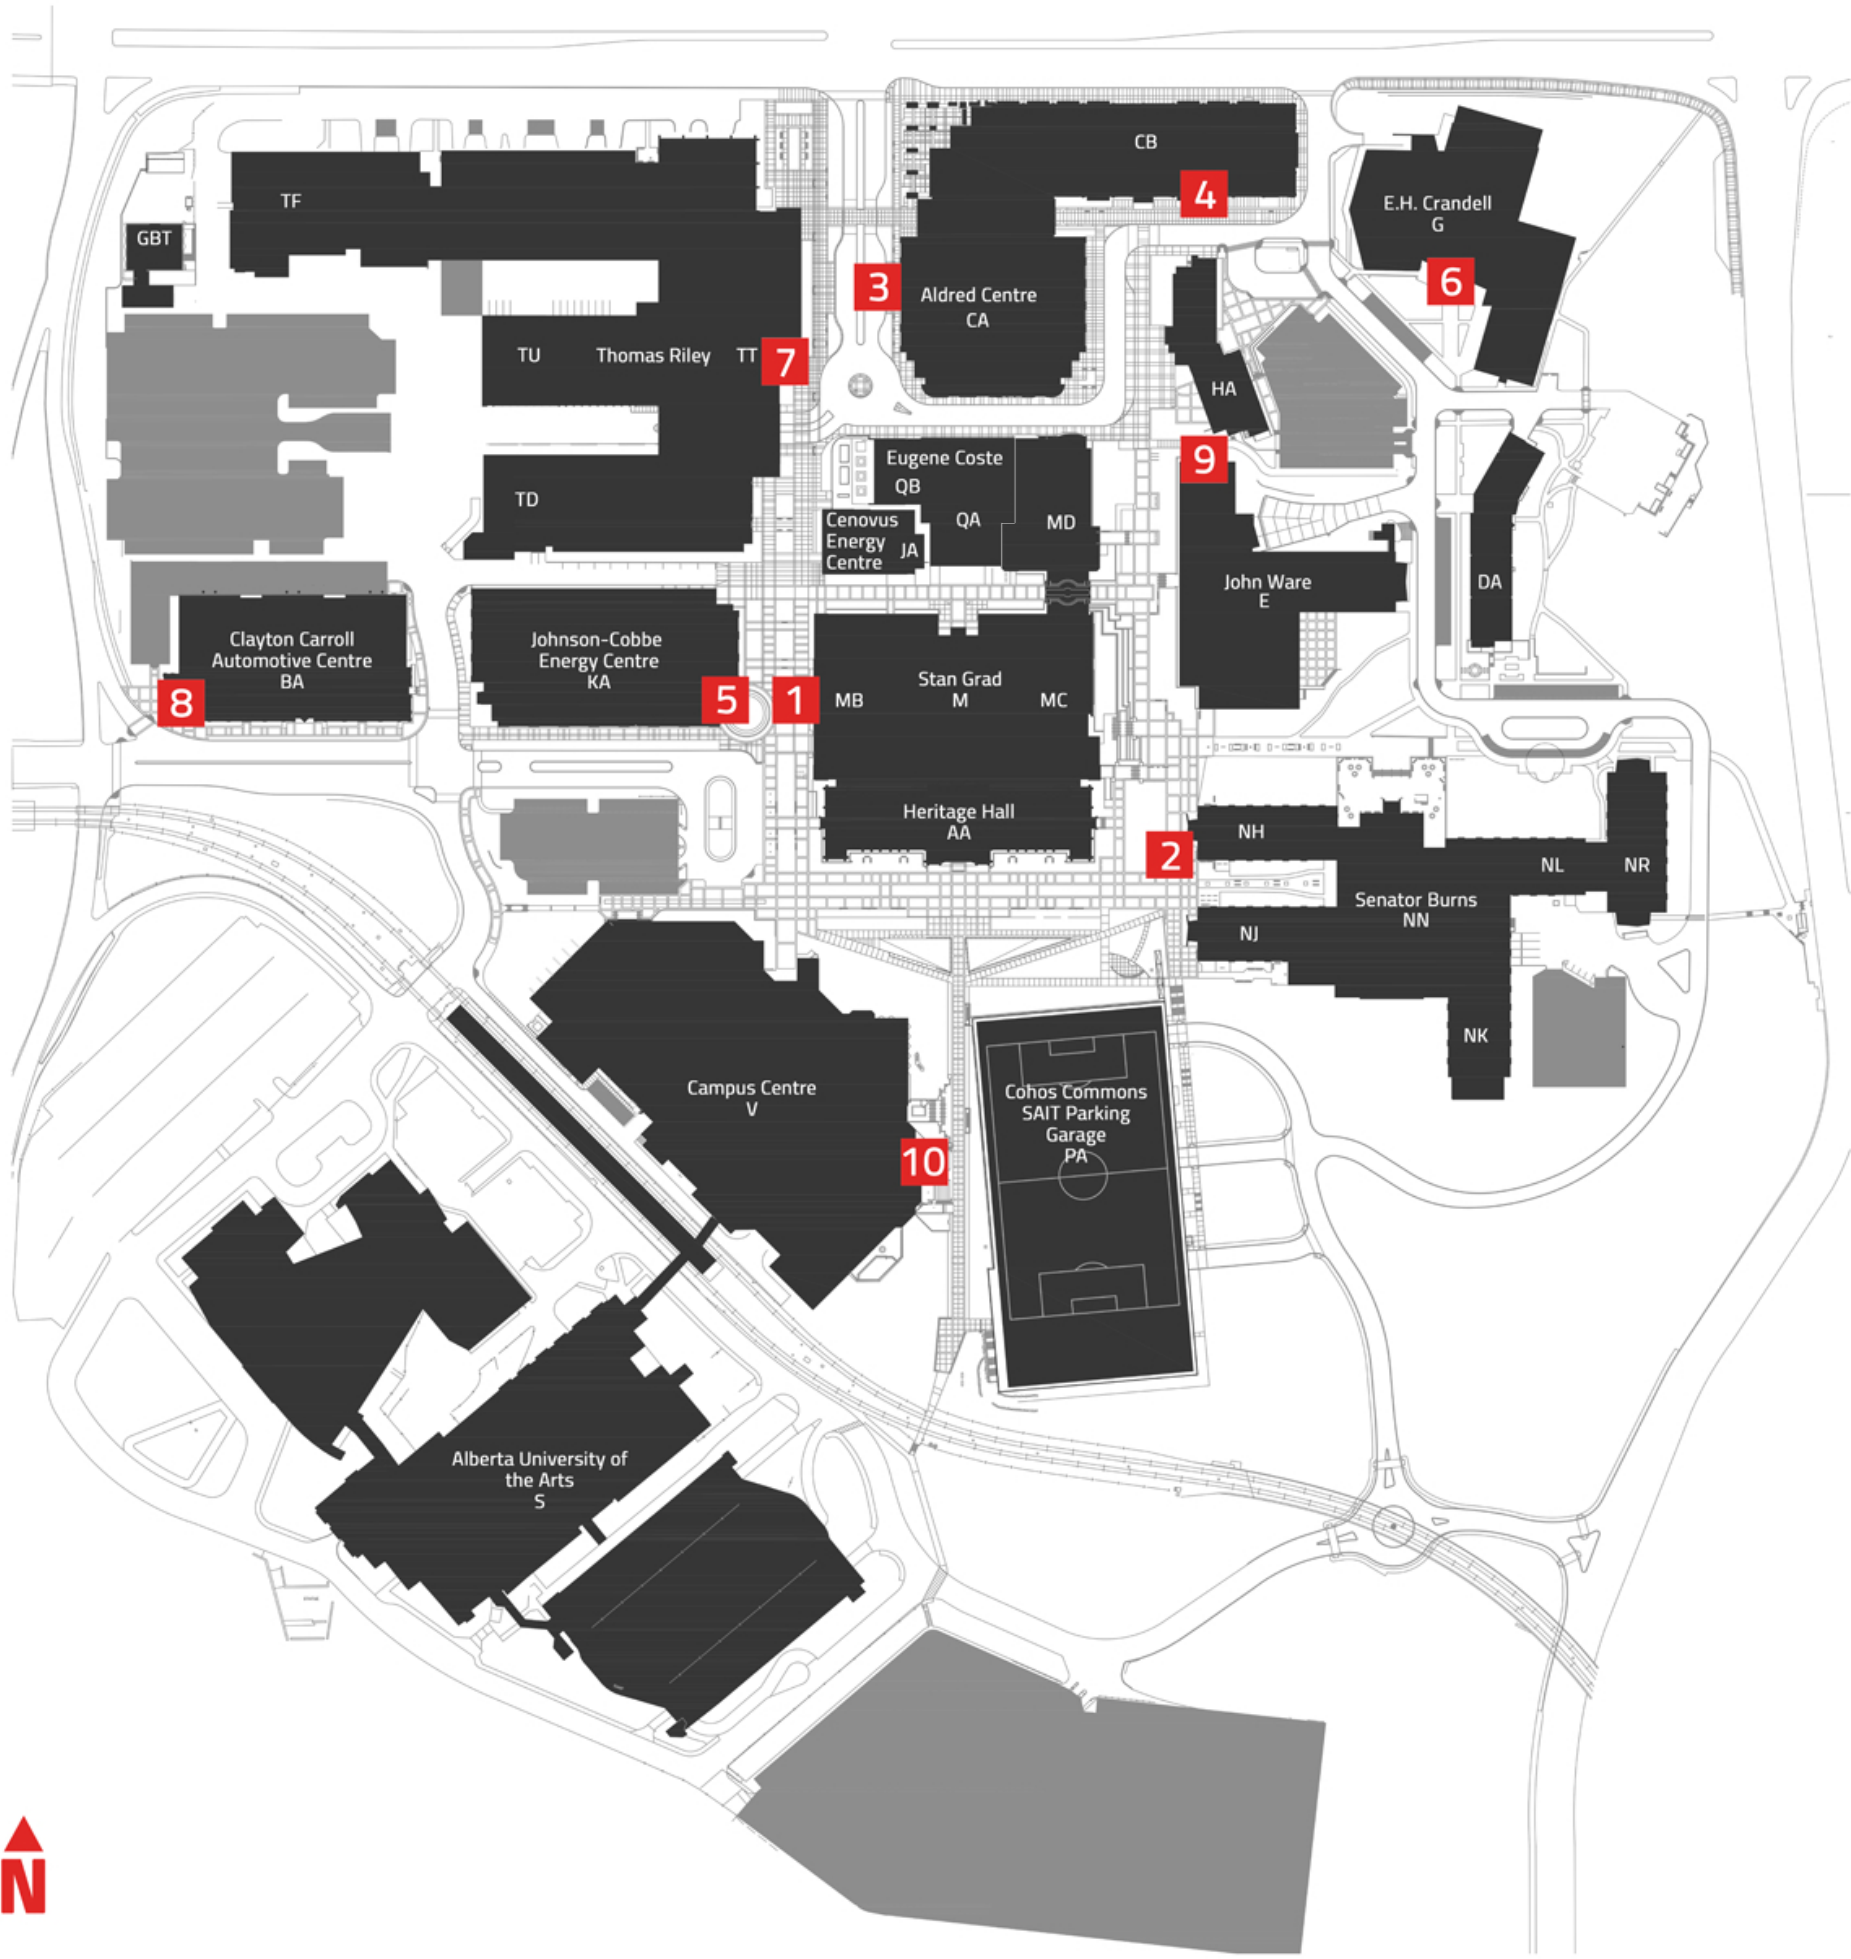 CB
4
TF
E.H. Crandell
G
GBT
6
3
Aldred Centre
CA
TU
Thomas Riley
TT
7
HA
Eugene Coste
QB
9
TD
QA
MD
Cenovus
Energy
Centre
JA
John Ware
E
DA
Clayton Carroll
Automotive Centre
BA
8
Johnson-Cobbe
Energy Centre
KA
5
1
Stan Grad
M
MB
MC
Heritage Hall
AA
2
NH
NL
NR
Senator Burns
NN
NJ
NK
Campus Centre
V
10
Cohos Commons
SAIT Parking
Garage
PA
Alberta University of
the Arts
S
N